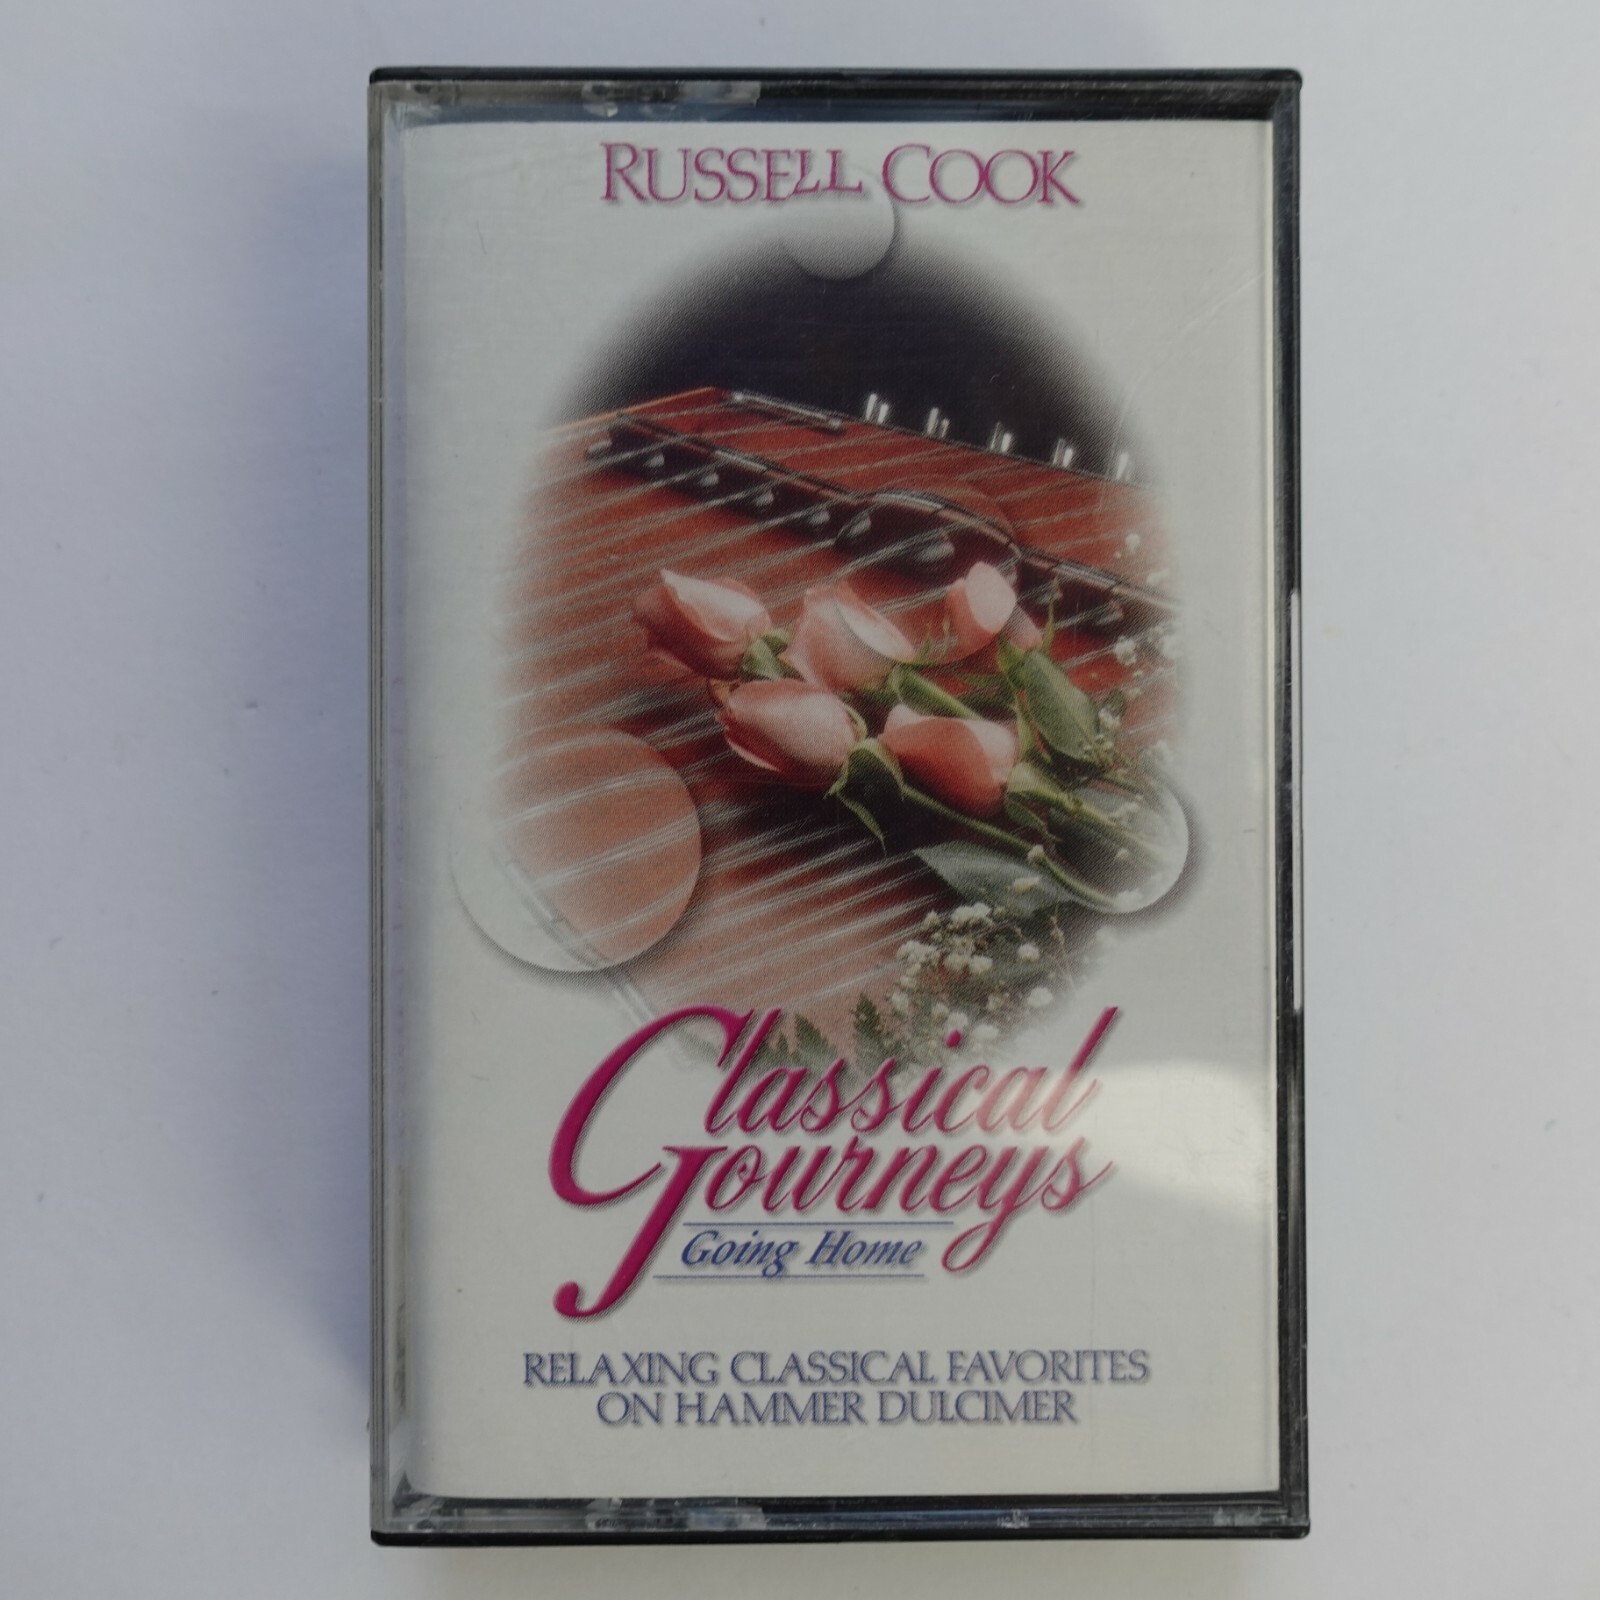 RUSSELL COOK
Classical
Journeys
Going Home
RELAXING CLASSICAL FAVORITES
ON HAMMER DULCIMER